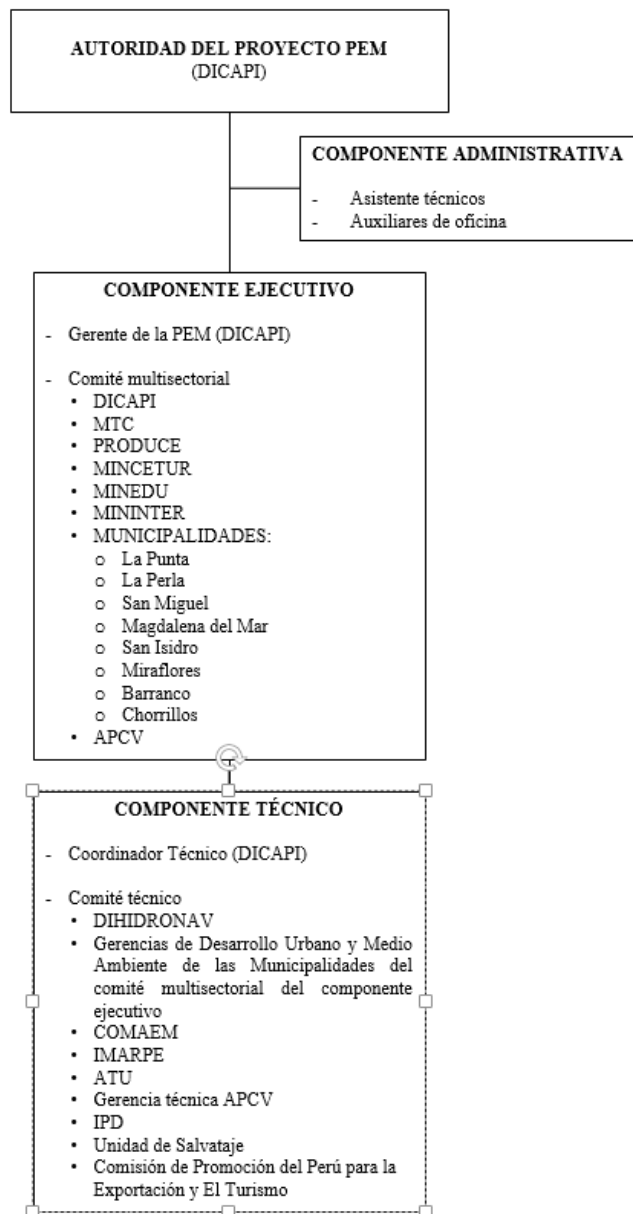 AUTORIDAD DEL PROYECTO PEM
(DICAPI)
COMPONENTE ADMINISTRATIVA
- Asistente técnicos
- Auxiliares de oficina
COMPONENTE EJECUTIVO
- Gerente de la PEM (DICAPI)
- Comité multisectorial
• DICAPI
• MTC
• PRODUCE
• MINCETUR
• MINEDU
• MININTER
• MUNICIPALIDADES:
o La Punta
o La Perla
o San Miguel
o Magdalena del Mar
o San Isidro
o Miraflores
o Barranco
o Chorrillos
• APCV
COMPONENTE TÉCNICO
- Coordinador Técnico (DICAPI)
- Comité técnico
• DIHIDRONAV
• Gerencias de Desarrollo Urbano y Medio
Ambiente de las Municipalidades del
comité multisectorial del componente
ejecutivo
• COMAEM
• IMARPE
• ATU
• Gerencia técnica APCV
• IPD
• Unidad de Salvataje
• Comisión de Promoción del Perú para la
Exportación y El Turismo